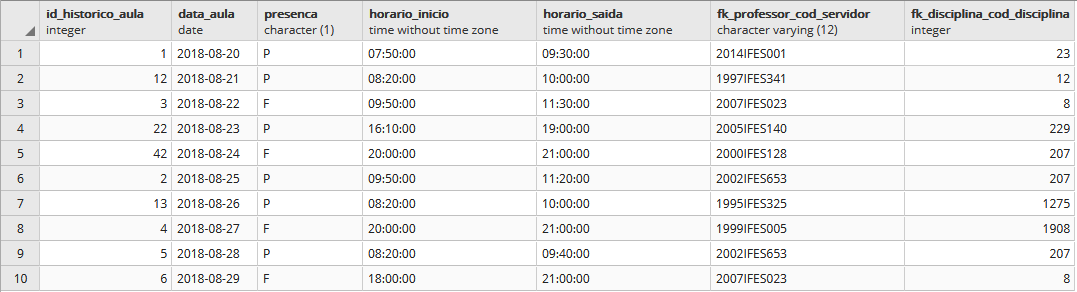 id_historico_aula data_aula presenca horario_inicio horario_saida fk_professor_cod_servidor fk_disciplina_cod_disciplina
integer date character (1) time without time zone time without time zone character varying (12) integer
1 1 2018-08-20 P 07:50:00 09:30:00 2014IFES001 23
2 12 2018-08-21 P 08:20:00 10:00:00 1997IFES341 12
3 3 2018-08-22 F 09:50:00 11:30:00 2007IFES023 8
4 22 2018-08-23 P 16:10:00 19:00:00 2005IFES140 229
5 42 2018-08-24 F 20:00:00 21:00:00 2000IFES128 207
6 2 2018-08-25 P 09:50:00 11:20:00 2002IFES653 207
7 13 2018-08-26 P 08:20:00 10:00:00 1995IFES325 1275
8 4 2018-08-27 F 20:00:00 21:00:00 1999IFES005 1908
9 5 2018-08-28 P 08:20:00 09:40:00 2002IFES653 207
10 6 2018-08-29 F 18:00:00 21:00:00 2007IFES023 8